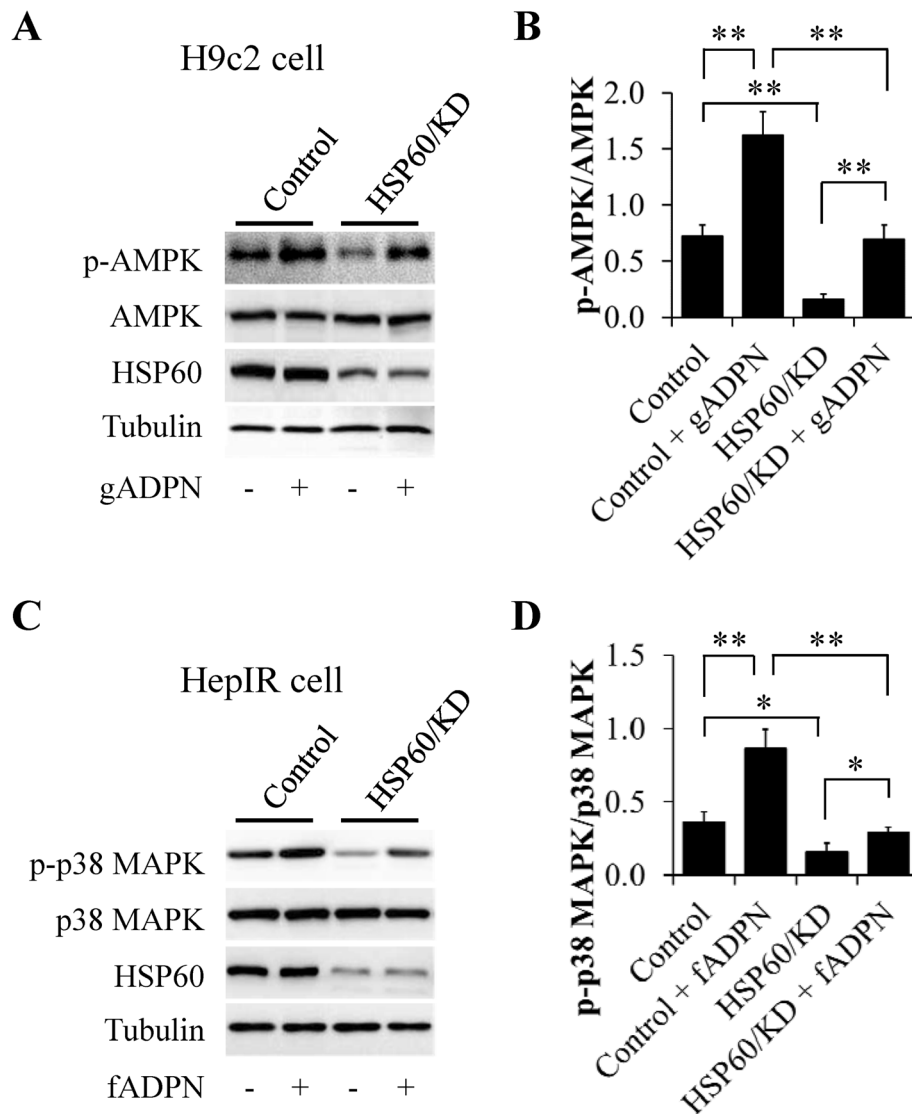 A
H9c2 cell
Control
HSP60/KD
p-AMPK
AMPK
HSP60
Tubulin
gADPN - + - +
B
** **
**
**
p-AMPK/AMPK
2.0
1.5
1.0
0.5
0.0
Control
Control + gADPN
HSP60/KD
HSP60/KD + gADPN
C
HepIR cell
Control
HSP60/KD
p-p38 MAPK
p38 MAPK
HSP60
Tubulin
fADPN - + - +
D
** **
*
*
p-p38 MAPK/p38 MAPK
1.5
1.0
0.5
0.0
Control
Control + fADPN
HSP60/KD
HSP60/KD + fADPN